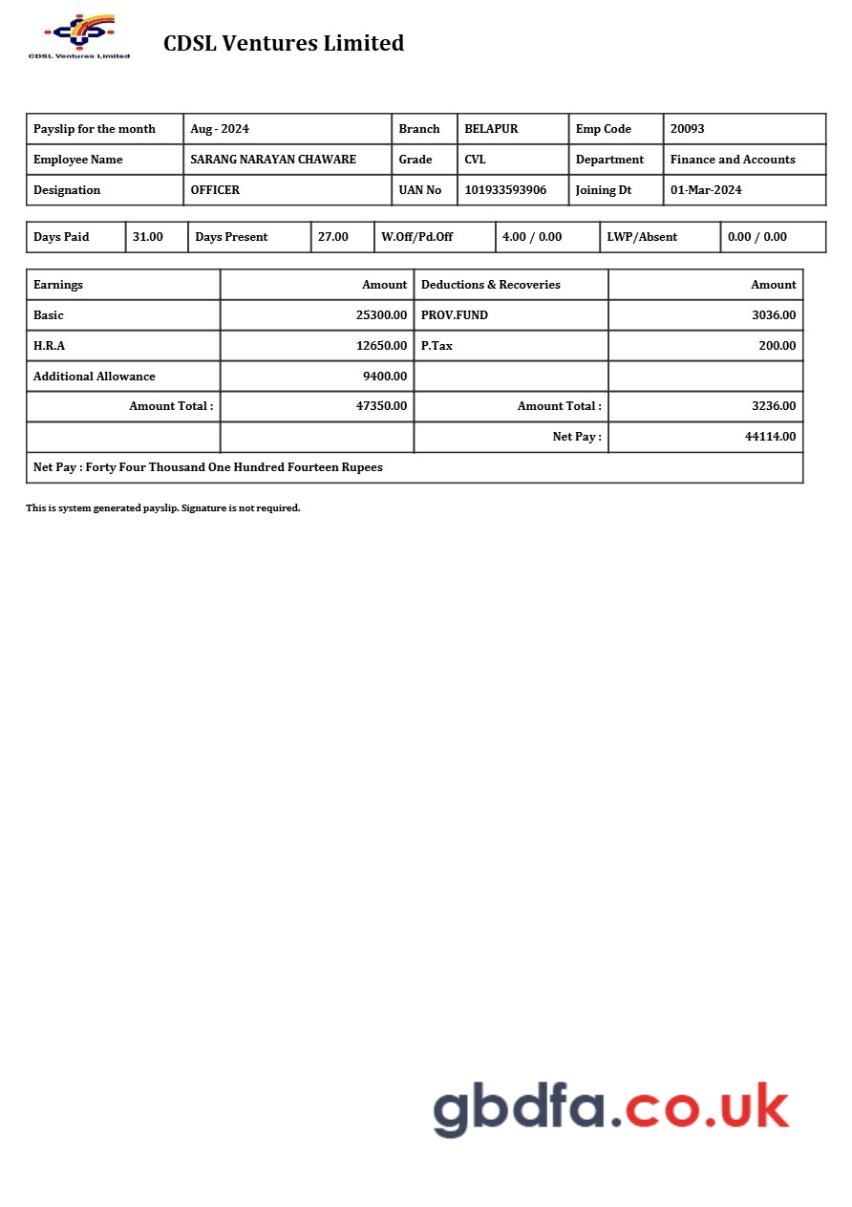 CDSL Ventures Limited
CDSL Ventures Limited
Payslip for the month Aug - 2024 Branch BELAPUR Emp Code 20093
Employee Name SARANG NARAYAN CHAWARE Grade CVL Department Finance and Accounts
Designation OFFICER UAN No 101933593906 Joining Dt 01-Mar-2024
Days Paid 31.00 Days Present 27.00 W.Off/Pd.Off 4.00 / 0.00 LWP/Absent 0.00 / 0.00
Earnings Amount Deductions & Recoveries Amount
Basic 25300.00 PROV.FUND 3036.00
H.R.A 12650.00 P.Tax 200.00
Additional Allowance 9400.00
Amount Total : 47350.00 Amount Total : 3236.00
Net Pay : 44114.00
Net Pay : Forty Four Thousand One Hundred Fourteen Rupees
This is system generated payslip. Signature is not required.
gbdfa.co.uk